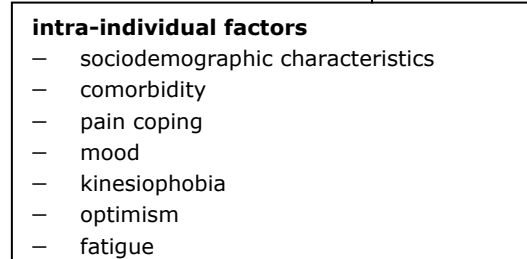 intra-individual factors
– sociodemographic characteristics
– comorbidity
– pain coping
– mood
– kinesiophobia
– optimism
– fatigue